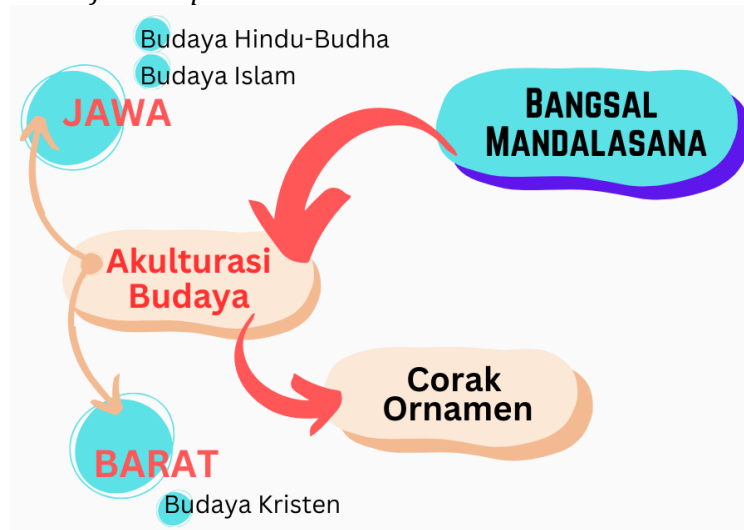 Budaya Hindu-Budha
Budaya Islam
JAWA
BANGSAL
MANDALASANA
Akulturasi
Budaya
Corak
Ornamen
BARAT
Budaya Kristen